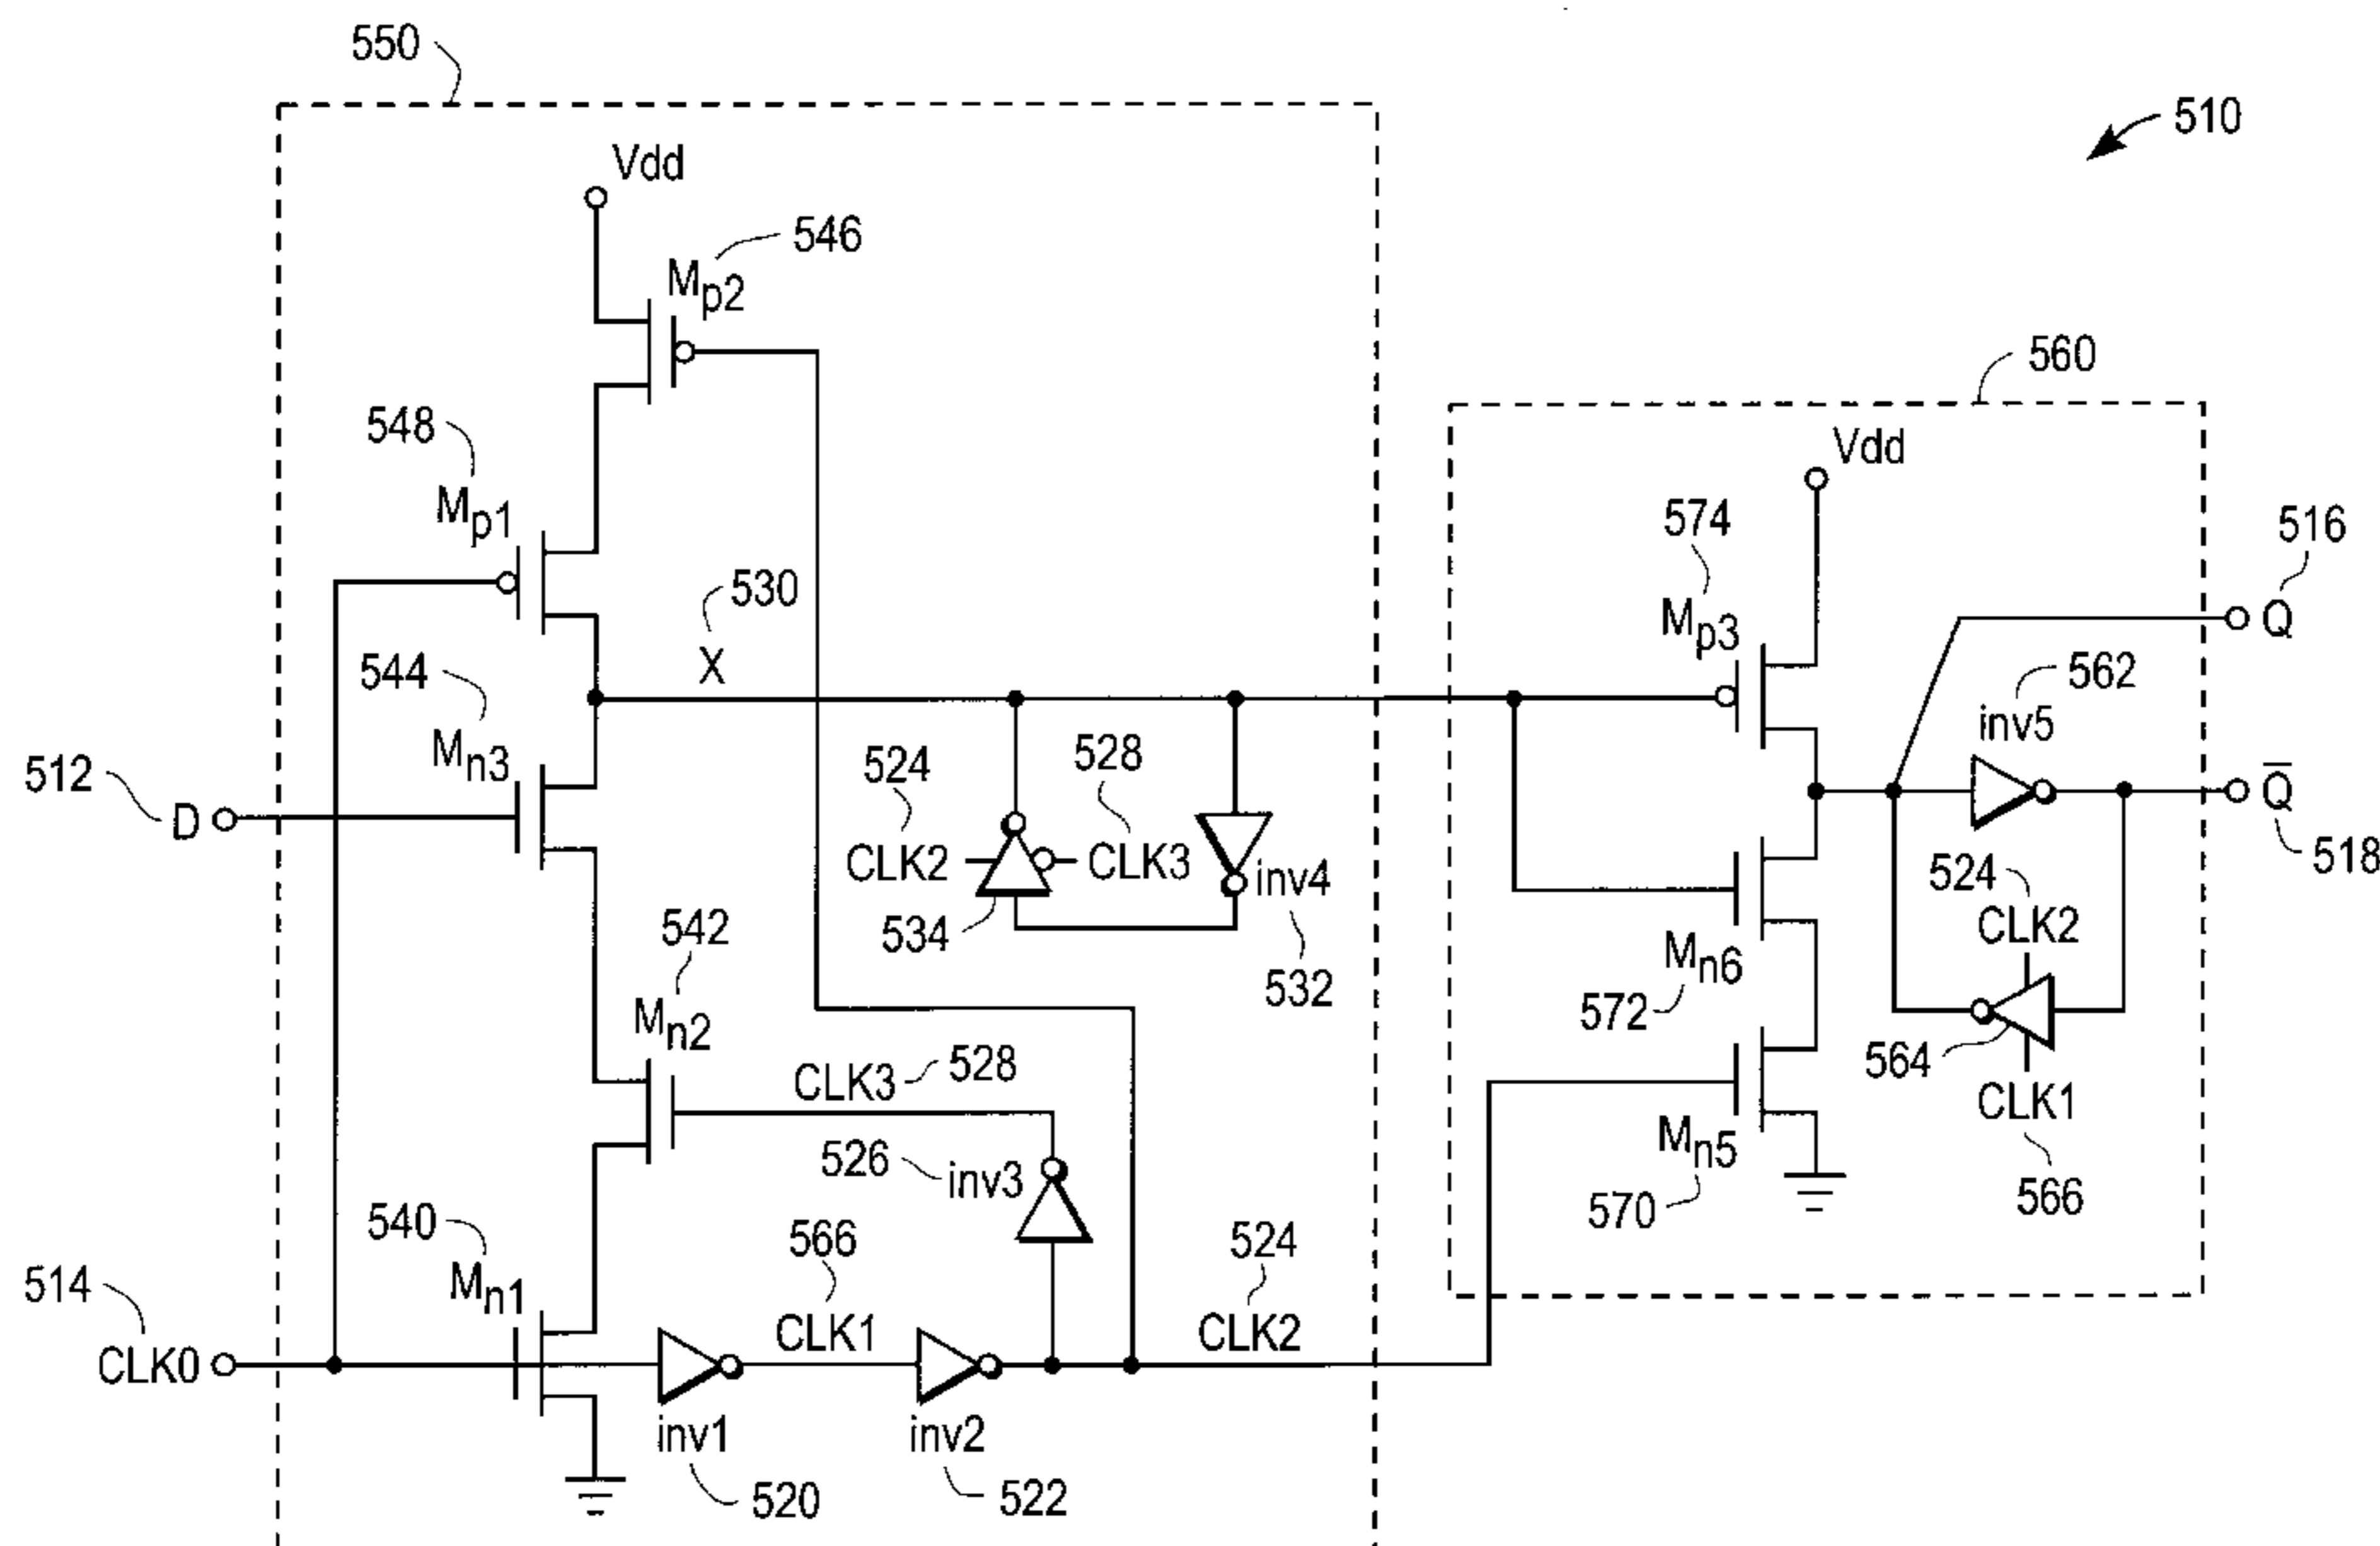 550
510
Vdd
546
Mp2
560
548
Vdd
Mp1
574
516
530
Q
Mp3
544
X
562
inv5
Mn3
524
528
512
D
Q̅
CLK2
CLK3
inv4
518
524
534
CLK2
542
Mn6
532
572
Mn2
564
CLK3
528
CLK1
Mn5
526
inv3
566
540
566
524
570
Mn1
514
CLK1
CLK2
CLK0
inv1
inv2
520
522